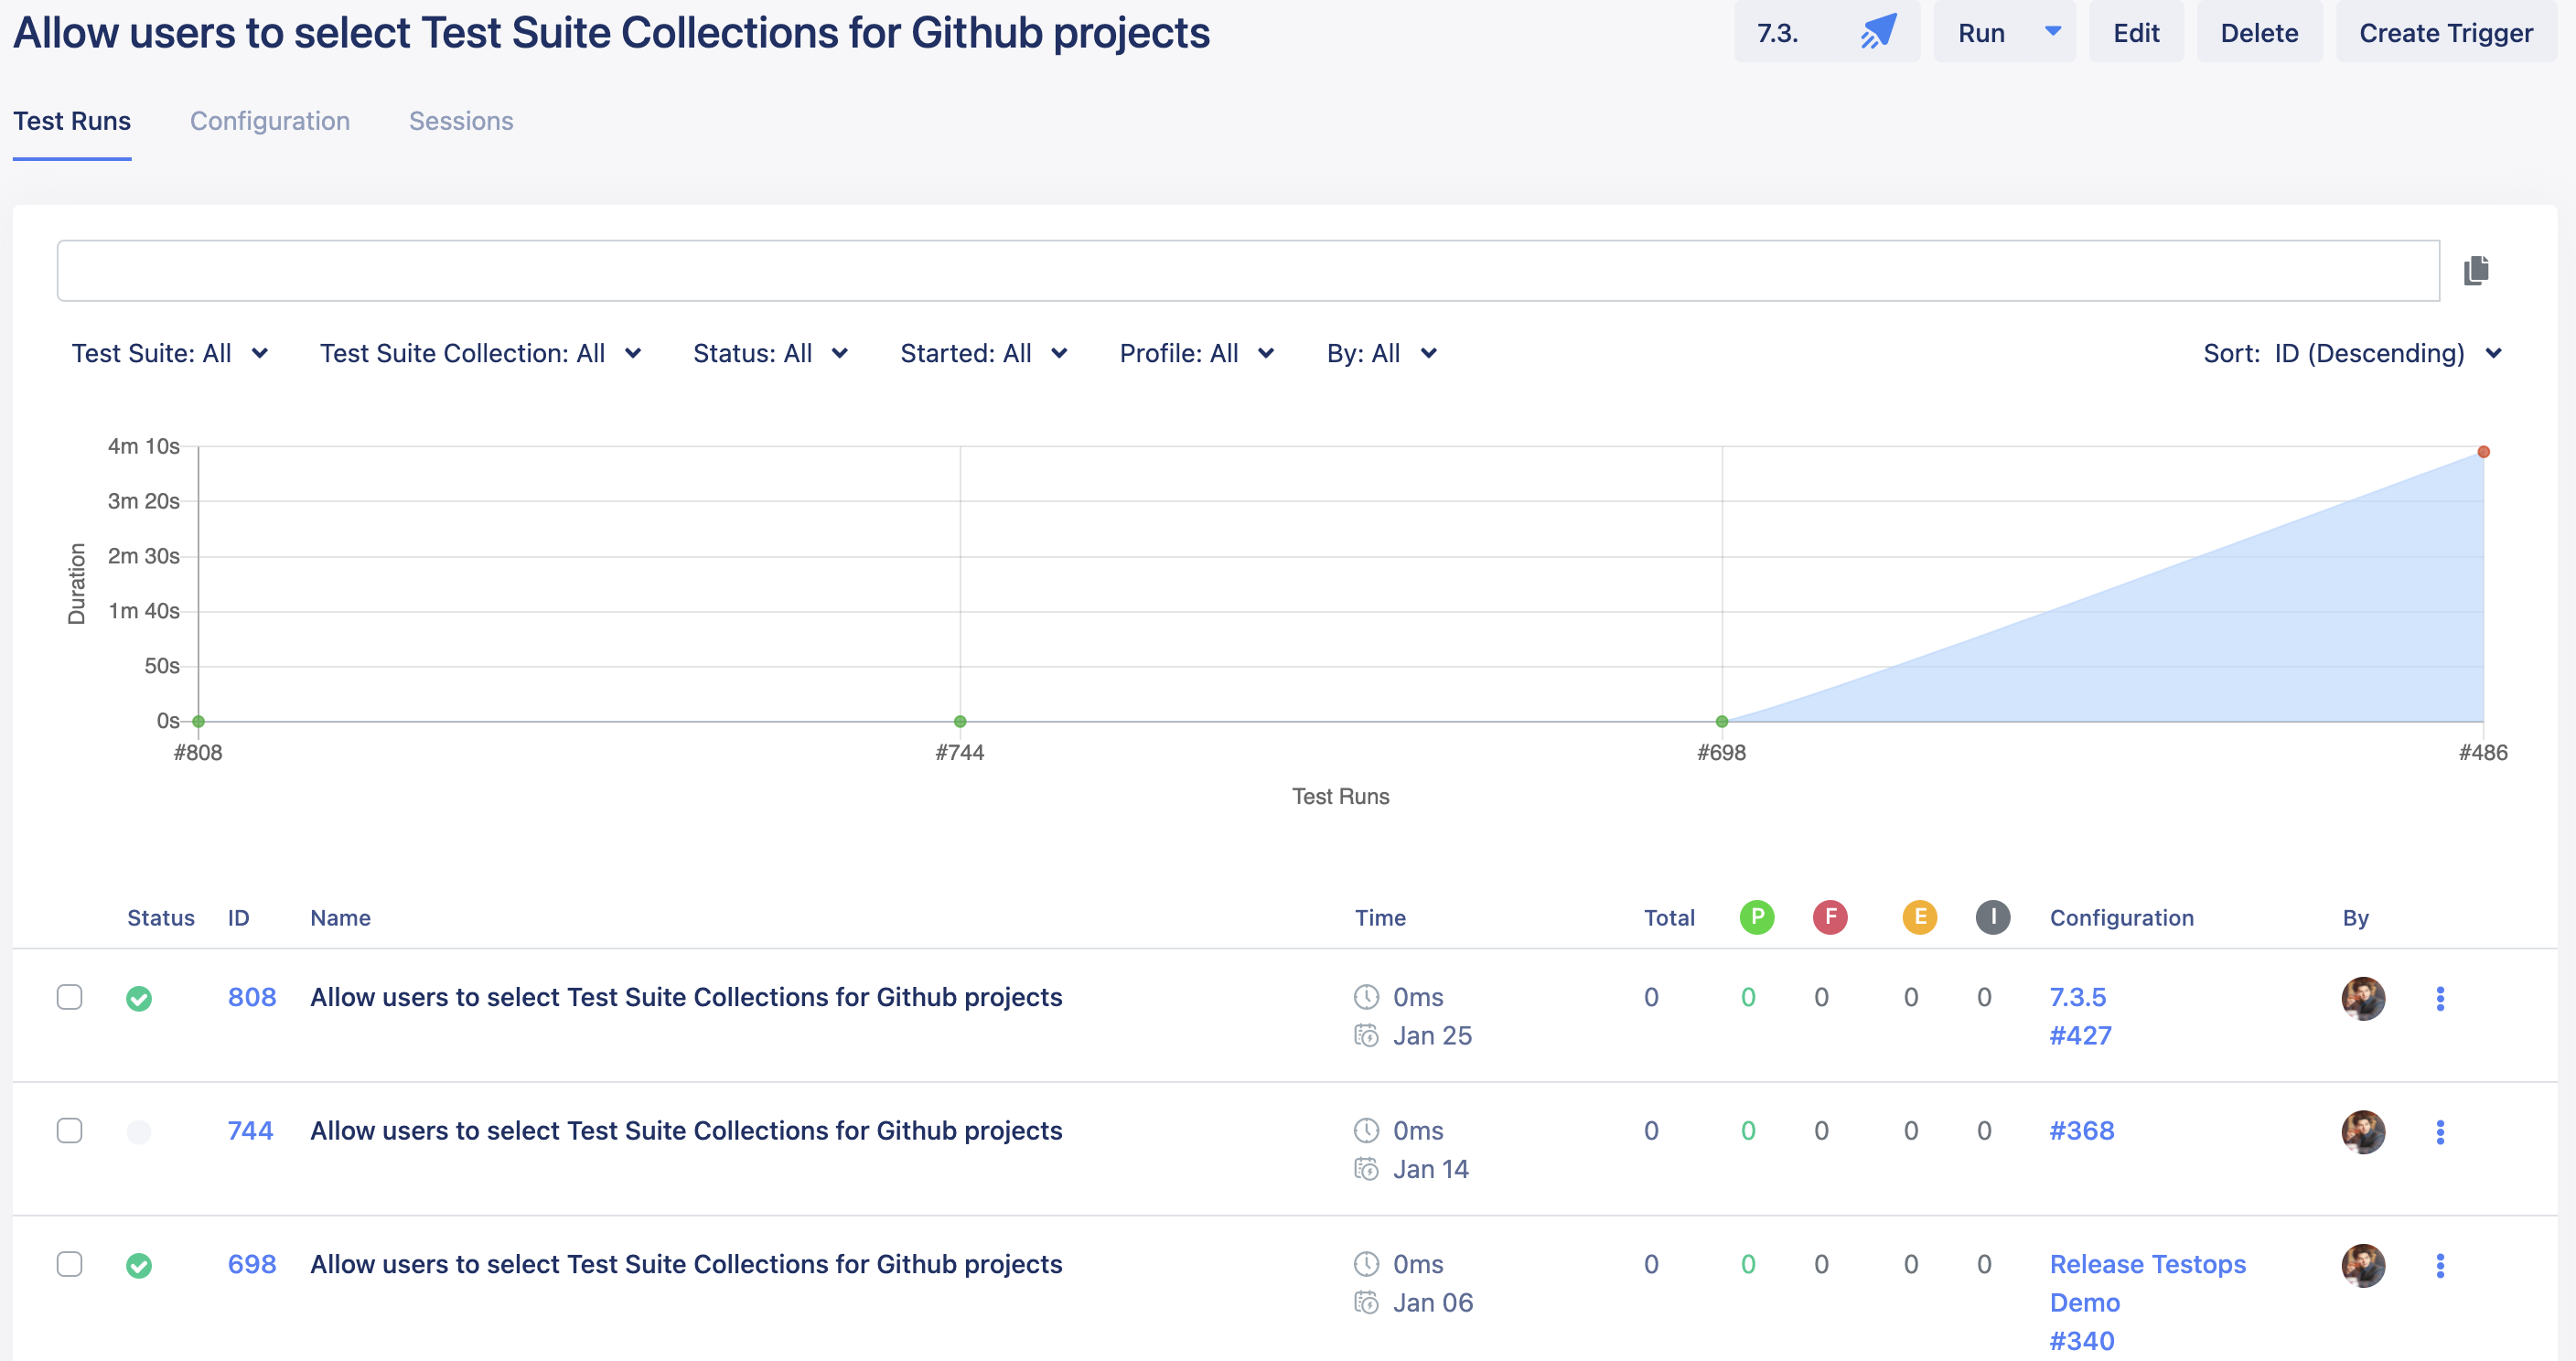 Allow users to select Test Suite Collections for Github projects
7.3.
Run
Edit
Delete
Create Trigger
Test Runs
Configuration
Sessions
Test Suite: All
Test Suite Collection: All
Status: All
Started: All
Profile: All
By: All
Sort: ID (Descending)
Duration
4m 10s
3m 20s
2m 30s
1m 40s
50s
0s
#808
#744
#698
#486
Test Runs
Status ID Name Time Total P F E I Configuration By
808 Allow users to select Test Suite Collections for Github projects 0ms 0 0 0 0 0 7.3.5
Jan 25 #427
744 Allow users to select Test Suite Collections for Github projects 0ms 0 0 0 0 0 #368
Jan 14
698 Allow users to select Test Suite Collections for Github projects 0ms 0 0 0 0 0 Release Testops
Jan 06 Demo
#340